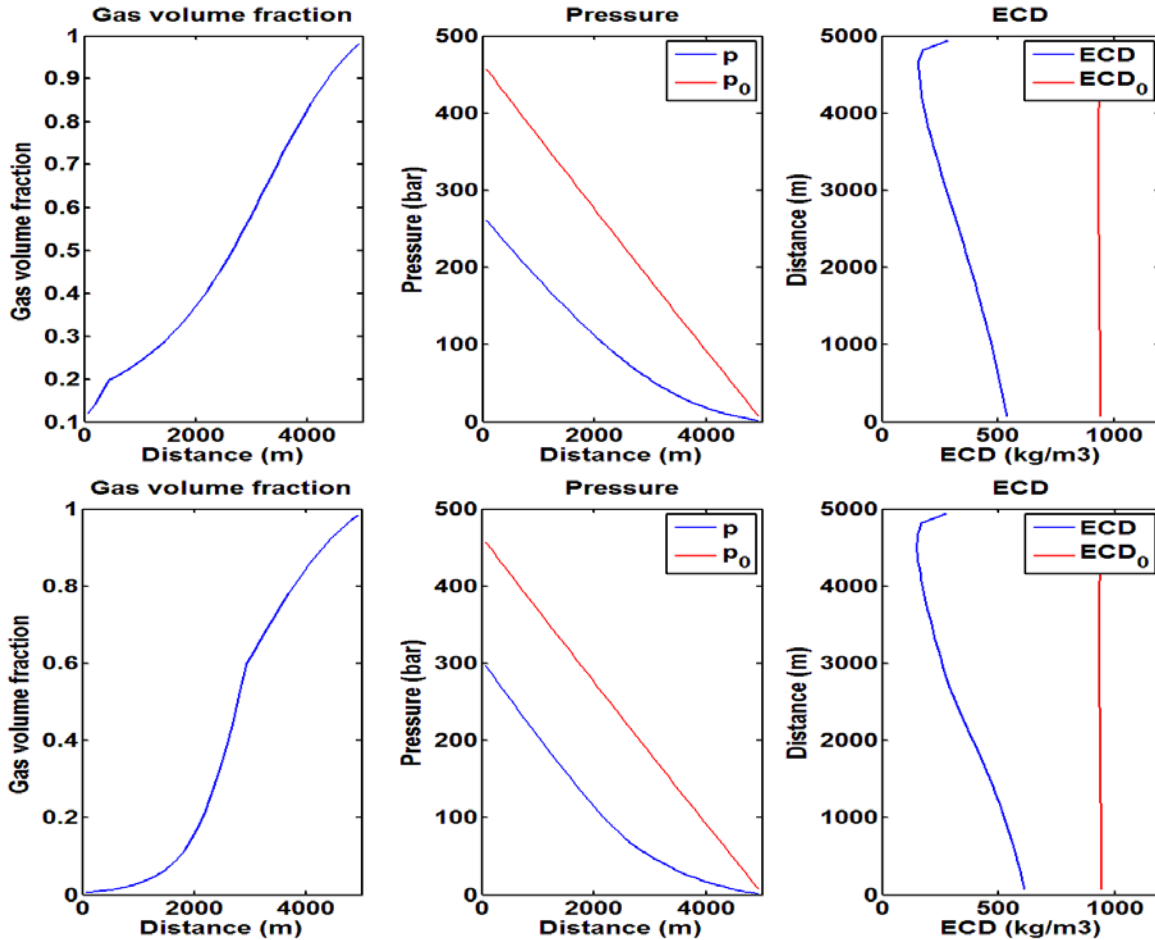 Gas volume fraction
1
0.9
0.8
0.7
0.6
0.5
0.4
0.3
0.2
0.1
0
2000
4000
Gas volume fraction
Distance (m)
Pressure
500
400
300
200
100
0
0
2000
4000
Pressure (bar)
Distance (m)
p
p₀
ECD
5000
4000
3000
2000
1000
0
0
500
1000
Distance (m)
ECD (kg/m3)
ECD
ECD₀
Gas volume fraction
1
0.8
0.6
0.4
0.2
0
0
2000
4000
Gas volume fraction
Distance (m)
Pressure
500
400
300
200
100
0
0
2000
4000
Pressure (bar)
Distance (m)
p
p₀
ECD
5000
4000
3000
2000
1000
0
0
500
1000
Distance (m)
ECD (kg/m3)
ECD
ECD₀